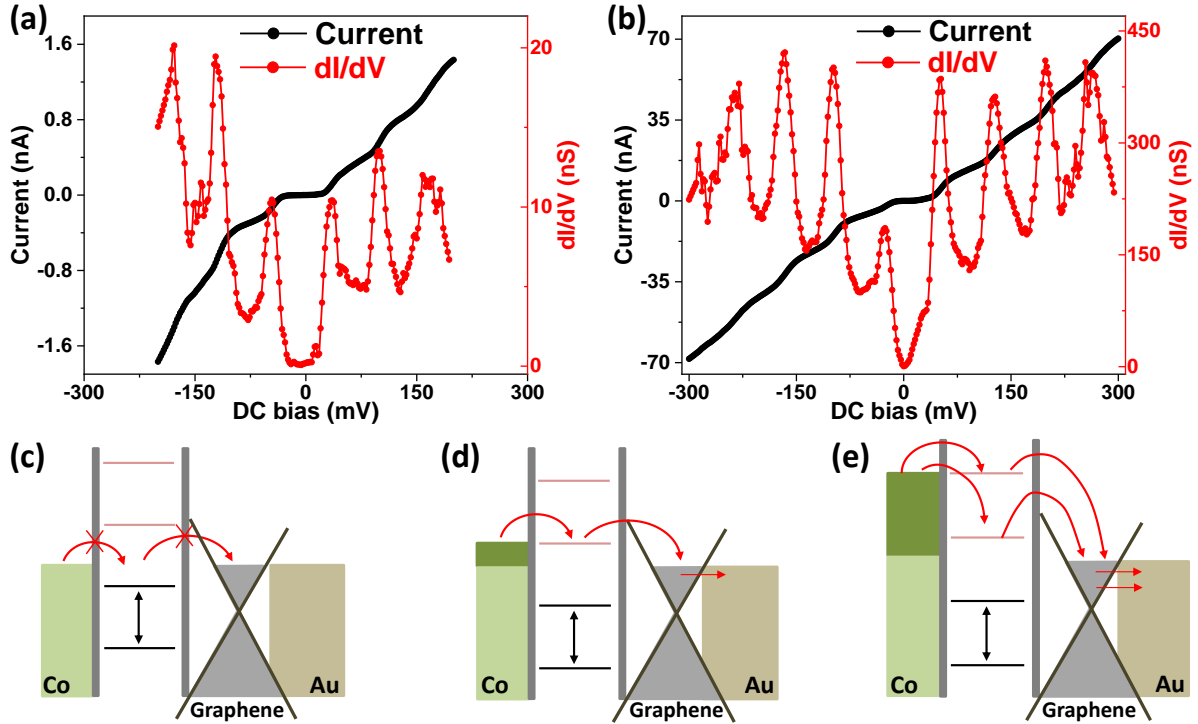 (a)
Current
dI/dV
1.6
0.8
0.0
-0.8
-1.6
Current (nA)
20
10
0
dI/dV (nS)
-300 -150 0 150 300
DC bias (mV)
(b)
Current
dI/dV
70
35
0
-35
-70
Current (nA)
450
300
150
0
dI/dV (nS)
-300 -150 0 150 300
DC bias (mV)
(c)
Co
Graphene
Au
(d)
Co
Graphene
Au
(e)
Co
Graphene
Au